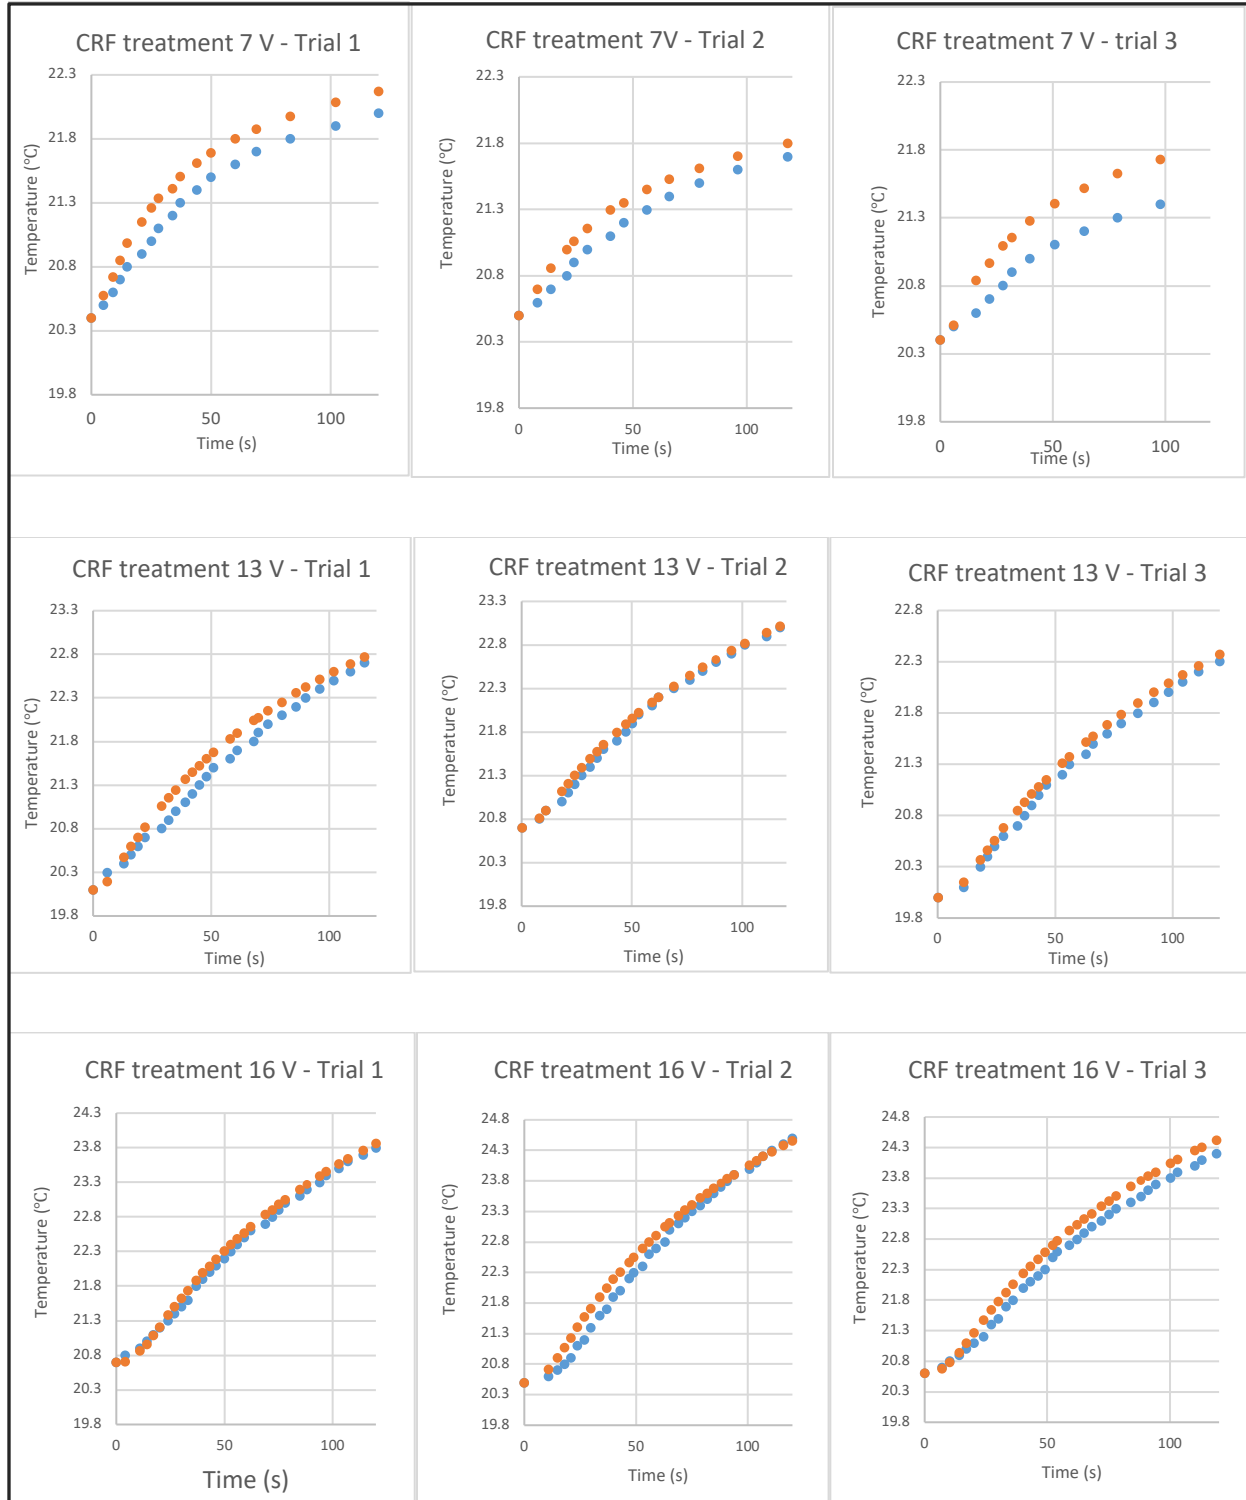 CRF treatment 7 V - Trial 1
22.3
21.8
21.3
20.8
20.3
19.8
Temperature (°C)
0 50 100
Time (s)
CRF treatment 7V - Trial 2
22.3
21.8
21.3
20.8
20.3
19.8
Temperature (°C)
0 50 100
Time (s)
CRF treatment 7 V - trial 3
22.3
21.8
21.3
20.8
20.3
19.8
Temperature (°C)
0 50 100
Time (s)
CRF treatment 13 V - Trial 1
23.3
22.8
22.3
21.8
21.3
20.8
20.3
19.8
Temperature (°C)
0 50 100
Time (s)
CRF treatment 13 V - Trial 2
23.3
22.8
22.3
21.8
21.3
20.8
20.3
19.8
Temperature (°C)
0 50 100
Time (s)
CRF treatment 13 V - Trial 3
22.8
22.3
21.8
21.3
20.8
20.3
19.8
Temperature (°C)
0 50 100
Time (s)
CRF treatment 16 V - Trial 1
24.3
23.8
23.3
22.8
22.3
21.8
21.3
20.8
20.3
19.8
Temperature (°C)
0 50 100
Time (s)
CRF treatment 16 V - Trial 2
24.8
24.3
23.8
23.3
22.8
22.3
21.8
21.3
20.8
20.3
19.8
Temperature (°C)
0 50 100
Time (s)
CRF treatment 16 V - Trial 3
24.8
24.3
23.8
23.3
22.8
22.3
21.8
21.3
20.8
20.3
19.8
Temperature (°C)
0 50 100
Time (s)